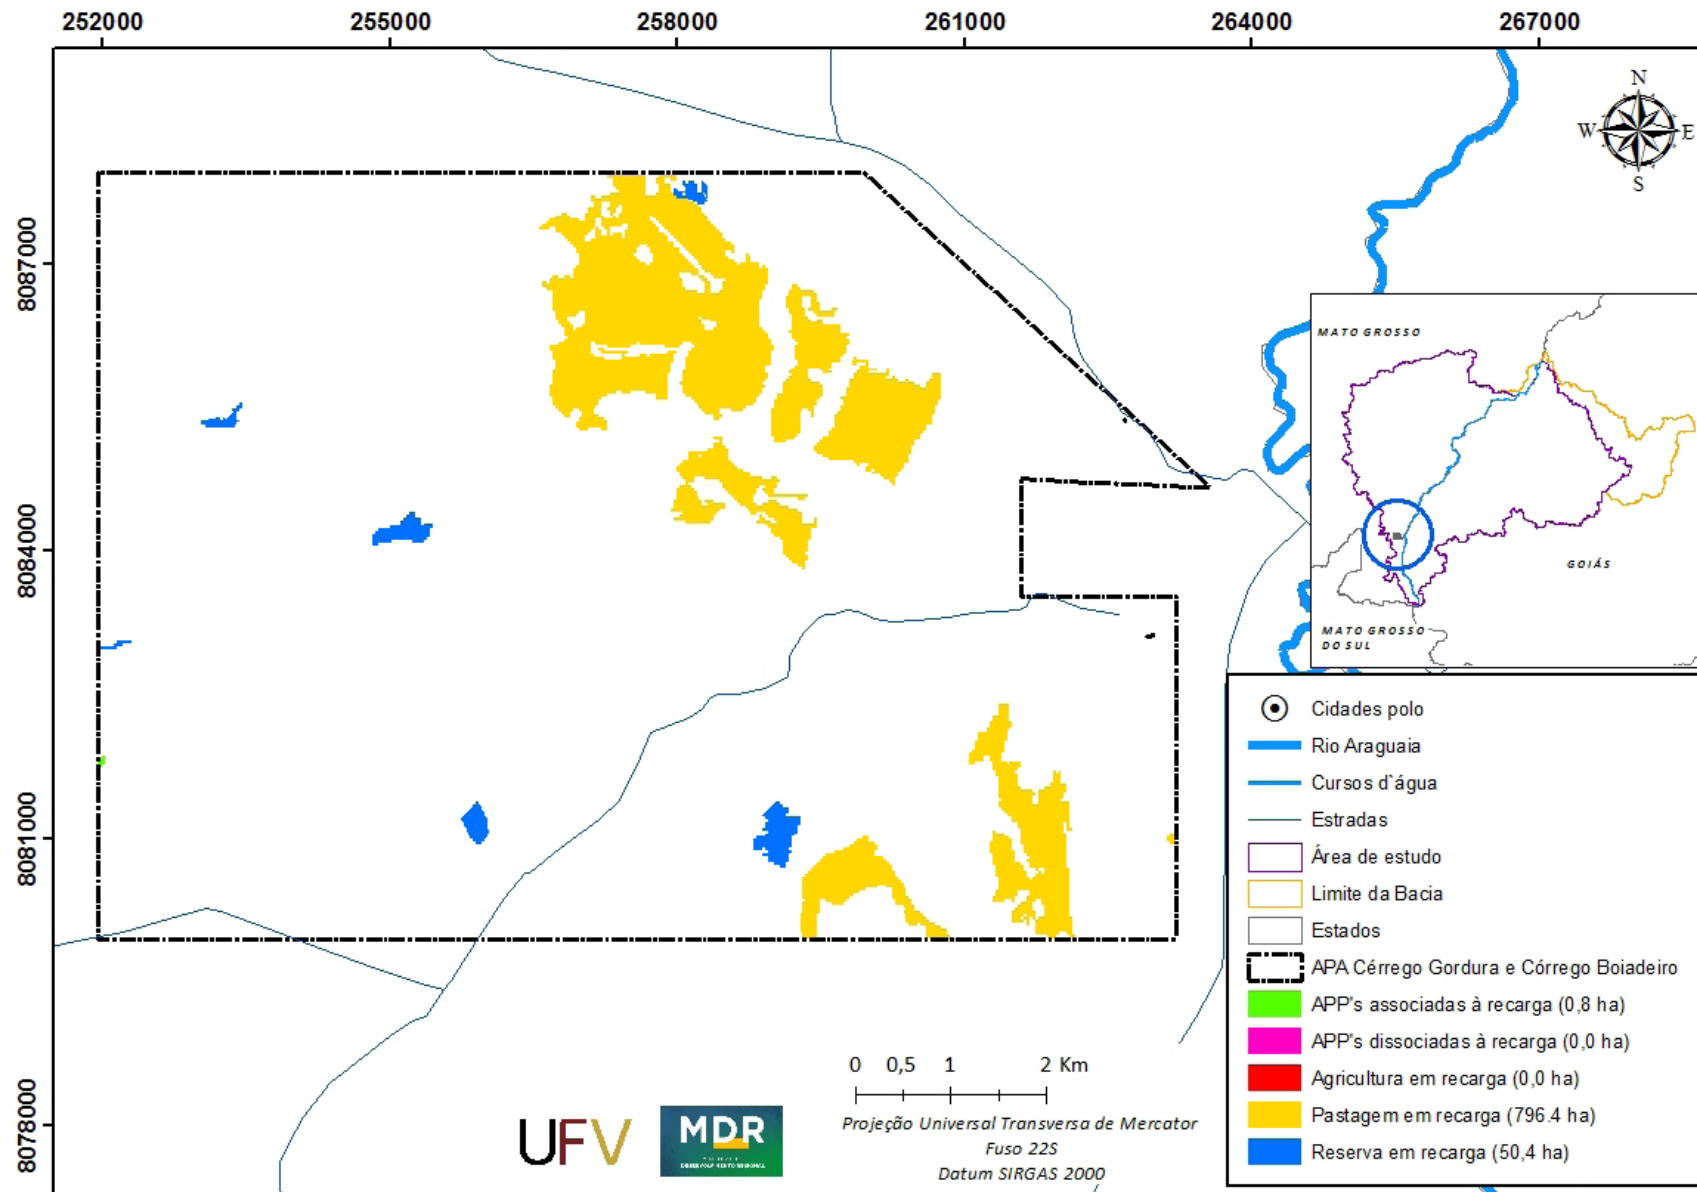 252000 255000 258000 261000 264000 267000
N
W E
S
8087000
8084000
8081000
8078000
MATO GROSSO
GOIÁS
MATO GROSSO
DO SUL
Cidades polo
Rio Araguaia
Cursos d`água
Estradas
Área de estudo
Limite da Bacia
Estados
APA Cérrego Gordura e Córrego Boiadeiro
APP's associadas à recarga (0,8 ha)
APP's dissociadas à recarga (0,0 ha)
Agricultura em recarga (0,0 ha)
Pastagem em recarga (796.4 ha)
Reserva em recarga (50,4 ha)
0 0,5 1 2 Km
Projeção Universal Transversa de Mercator
Fuso 22S
Datum SIRGAS 2000
UFV
MDR
DESENVOLVIMENTO REGIONAL